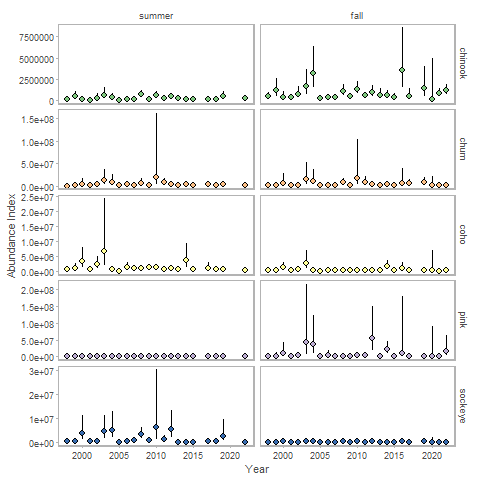 summer fall
7500000
5000000
2500000
0
chinook
1.5e+08
1.0e+08
5.0e+07
0.0e+00
chum
2.5e+07
2.0e+07
1.5e+07
1.0e+07
5.0e+06
0.0e+00
coho
2.0e+08
1.5e+08
1.0e+08
5.0e+07
0.0e+00
pink
3e+07
2e+07
1e+07
0e+00
sockeye
Abundance Index
2000 2005 2010 2015 2020 2000 2005 2010 2015 2020
Year